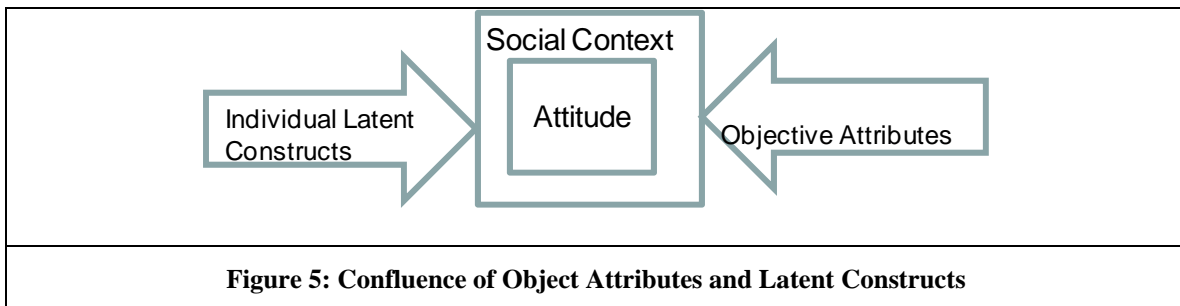 Social Context
Individual Latent
Constructs
Attitude
Objective Attributes
Figure 5: Confluence of Object Attributes and Latent Constructs